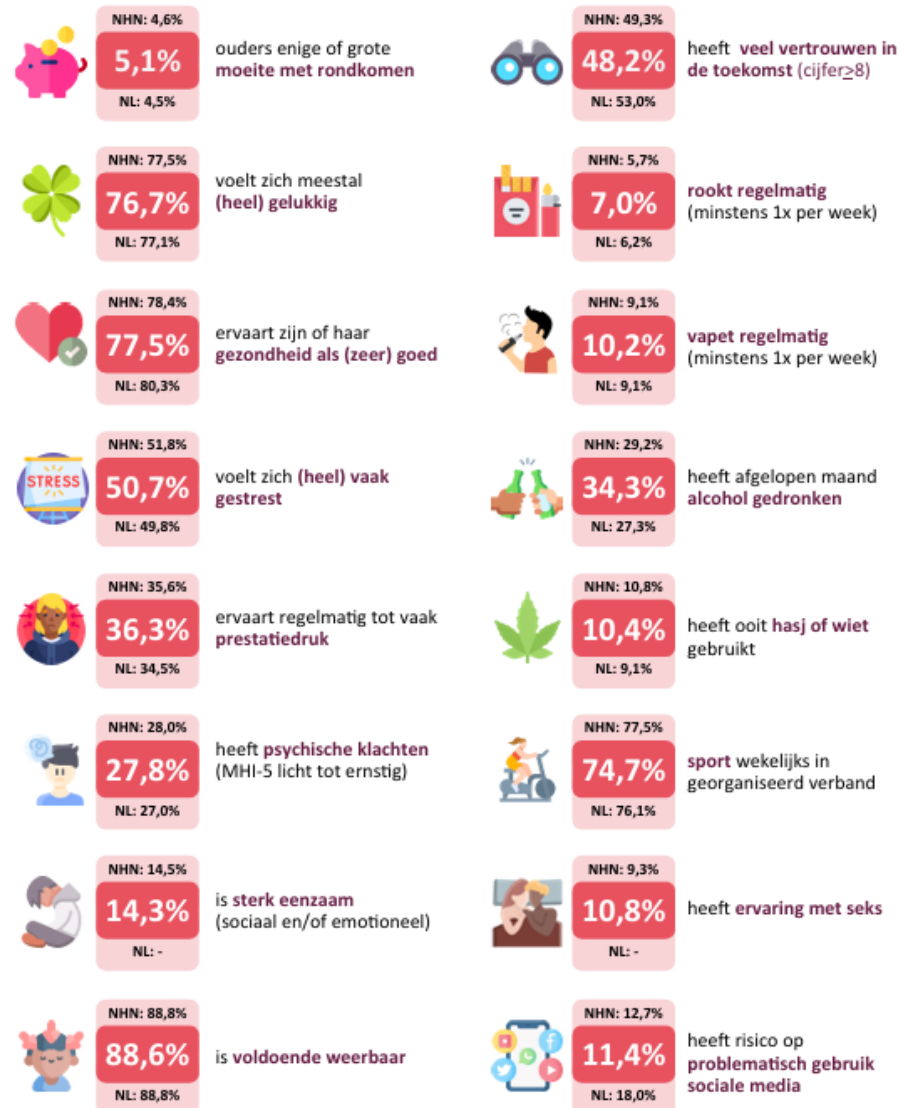 NHN: 4,6%
5,1%
NL: 4,5%
ouders enige of grote
moeite met rondkomen
NHN: 77,5%
76,7%
NL: 77,1%
voelt zich meestal
(heel) gelukkig
NHN: 78,4%
77,5%
NL: 80,3%
ervaart zijn of haar
gezondheid als (zeer) goed
STRESS
NHN: 51,8%
50,7%
NL: 49,8%
voelt zich (heel) vaak
gestrest
NHN: 35,6%
36,3%
NL: 34,5%
ervaart regelmatig tot vaak
prestatiedruk
NHN: 28,0%
27,8%
NL: 27,0%
heeft psychische klachten
(MHI-5 licht tot ernstig)
NHN: 14,5%
14,3%
NL: -
is sterk eenzaam
(sociaal en/of emotioneel)
NHN: 88,8%
88,6%
NL: 88,8%
is voldoende weerbaar
NHN: 49,3%
48,2%
NL: 53,0%
heeft veel vertrouwen in
de toekomst (cijfer≥8)
NHN: 5,7%
7,0%
NL: 6,2%
rookt regelmatig
(minstens 1x per week)
NHN: 9,1%
10,2%
NL: 9,1%
vapet regelmatig
(minstens 1x per week)
NHN: 29,2%
34,3%
NL: 27,3%
heeft afgelopen maand
alcohol gedronken
NHN: 10,8%
10,4%
NL: 9,1%
heeft ooit hasj of wiet
gebruikt
NHN: 77,5%
74,7%
NL: 76,1%
sport wekelijks in
georganiseerd verband
NHN: 9,3%
10,8%
NL: -
heeft ervaring met seks
NHN: 12,7%
11,4%
NL: 18,0%
heeft risico op
problematisch gebruik
sociale media